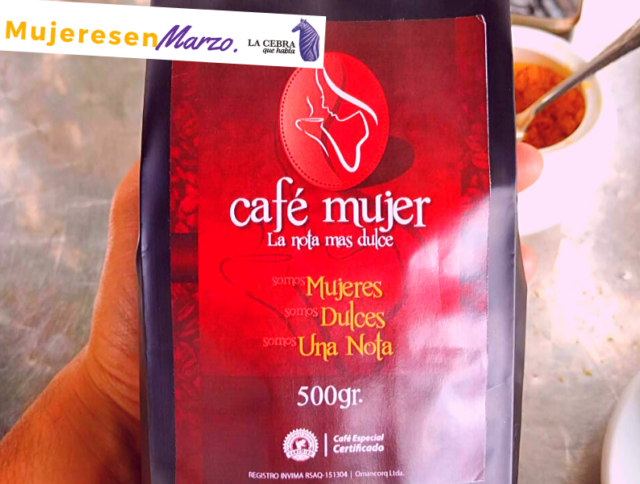 MujeresenMarzo.
LA CEBRA
que habla
café mujer
La nota mas dulce
somos Mujeres
somos Dulces
somos Una Nota
500gr.
Café Especial
Certificado
REGISTRO INVIMA RSAQ-151304 | Omancorq Ltda.